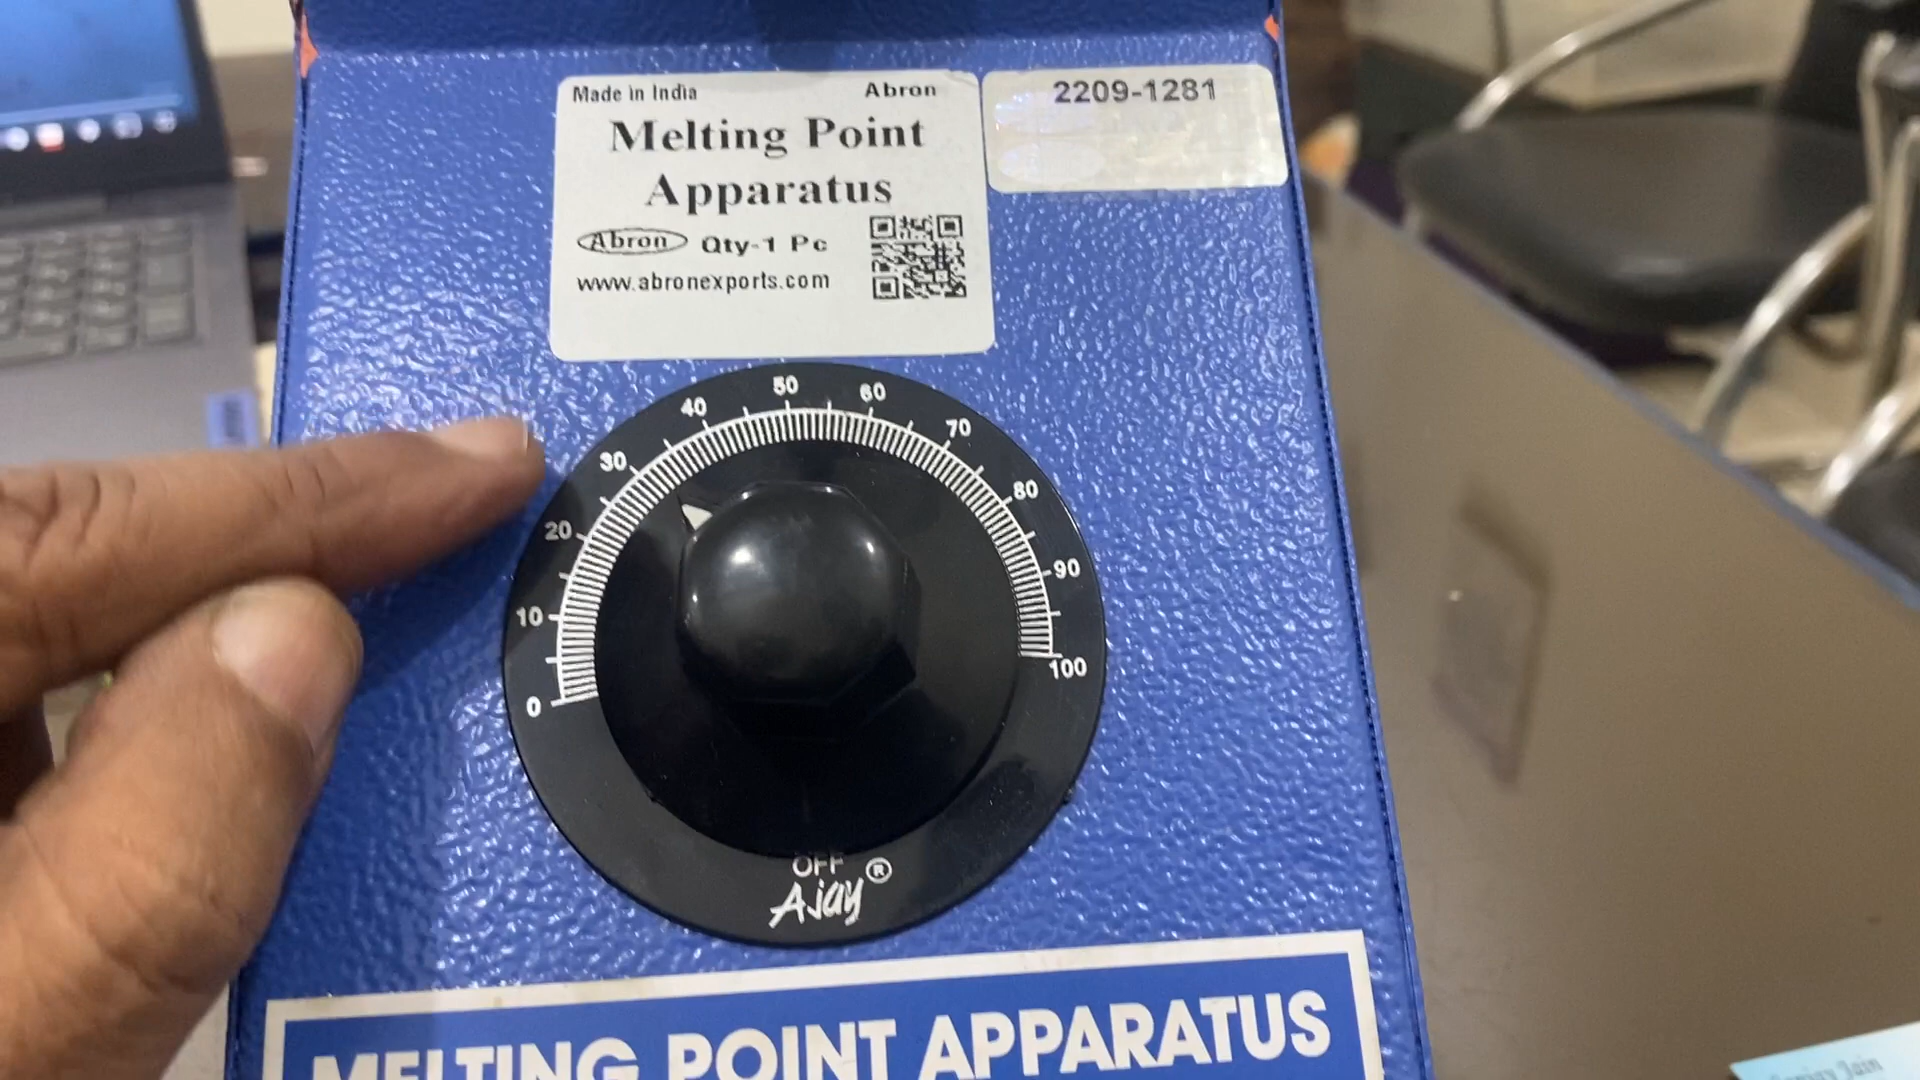 Made in India Abron
Melting Point
Apparatus
Abron Qty-1 Pc
www.abronexports.com
2209-1281
0
10
20
30
40
50
60
70
80
90
100
OFF
Ajay®
MELTING POINT APPARATUS
Jain